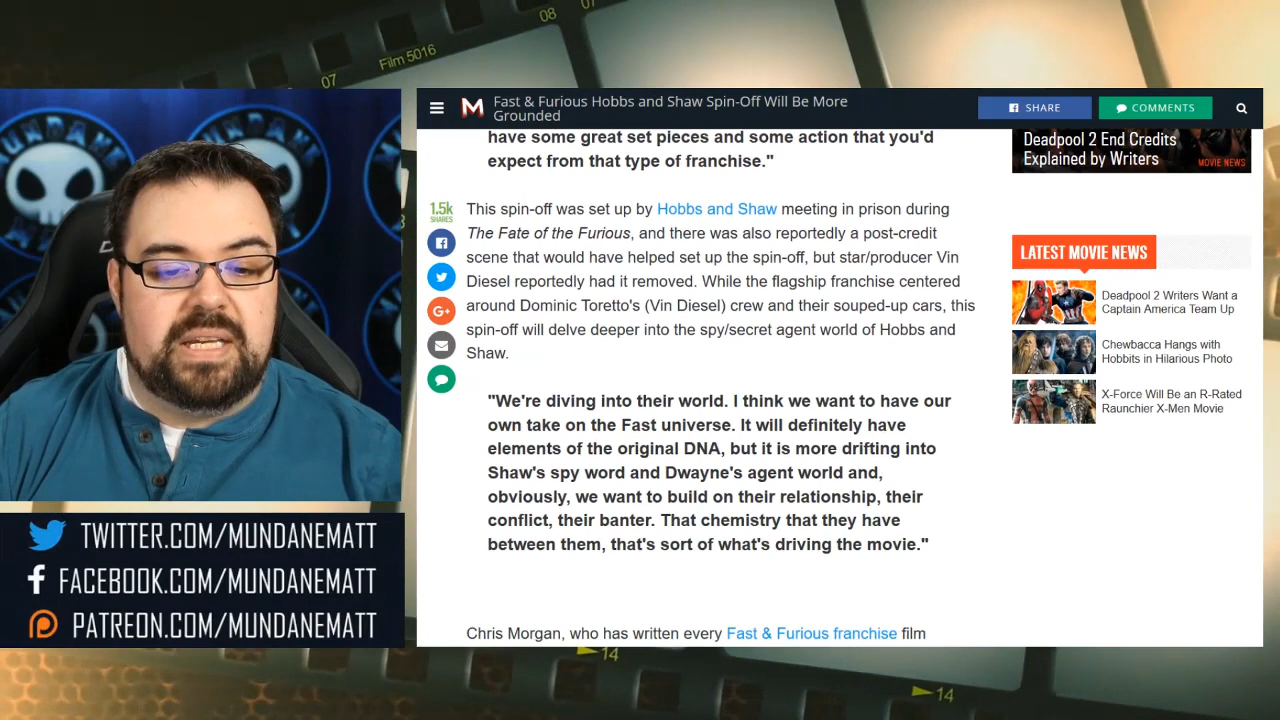 08
07
Film 5016
07
MUNDANE
MATT
TWITTER.COM/MUNDANEMATT
FACEBOOK.COM/MUNDANEMATT
PATREON.COM/MUNDANEMATT
M
Fast & Furious Hobbs and Shaw Spin-Off Will Be More
Grounded
SHARE
COMMENTS
have some great set pieces and some action that you'd
expect from that type of franchise."
1.5k
SHARES
This spin-off was set up by Hobbs and Shaw meeting in prison during
The Fate of the Furious, and there was also reportedly a post-credit
scene that would have helped set up the spin-off, but star/producer Vin
Diesel reportedly had it removed. While the flagship franchise centered
around Dominic Toretto's (Vin Diesel) crew and their souped-up cars, this
spin-off will delve deeper into the spy/secret agent world of Hobbs and
Shaw.
"We're diving into their world. I think we want to have our
own take on the Fast universe. It will definitely have
elements of the original DNA, but it is more drifting into
Shaw's spy word and Dwayne's agent world and,
obviously, we want to build on their relationship, their
conflict, their banter. That chemistry that they have
between them, that's sort of what's driving the movie."
Chris Morgan, who has written every Fast & Furious franchise film
Deadpool 2 End Credits
Explained by Writers
MOVIE NEWS
LATEST MOVIE NEWS
Deadpool 2 Writers Want a
Captain America Team Up
Chewbacca Hangs with
Hobbits in Hilarious Photo
X-Force Will Be an R-Rated
Raunchier X-Men Movie
14
14